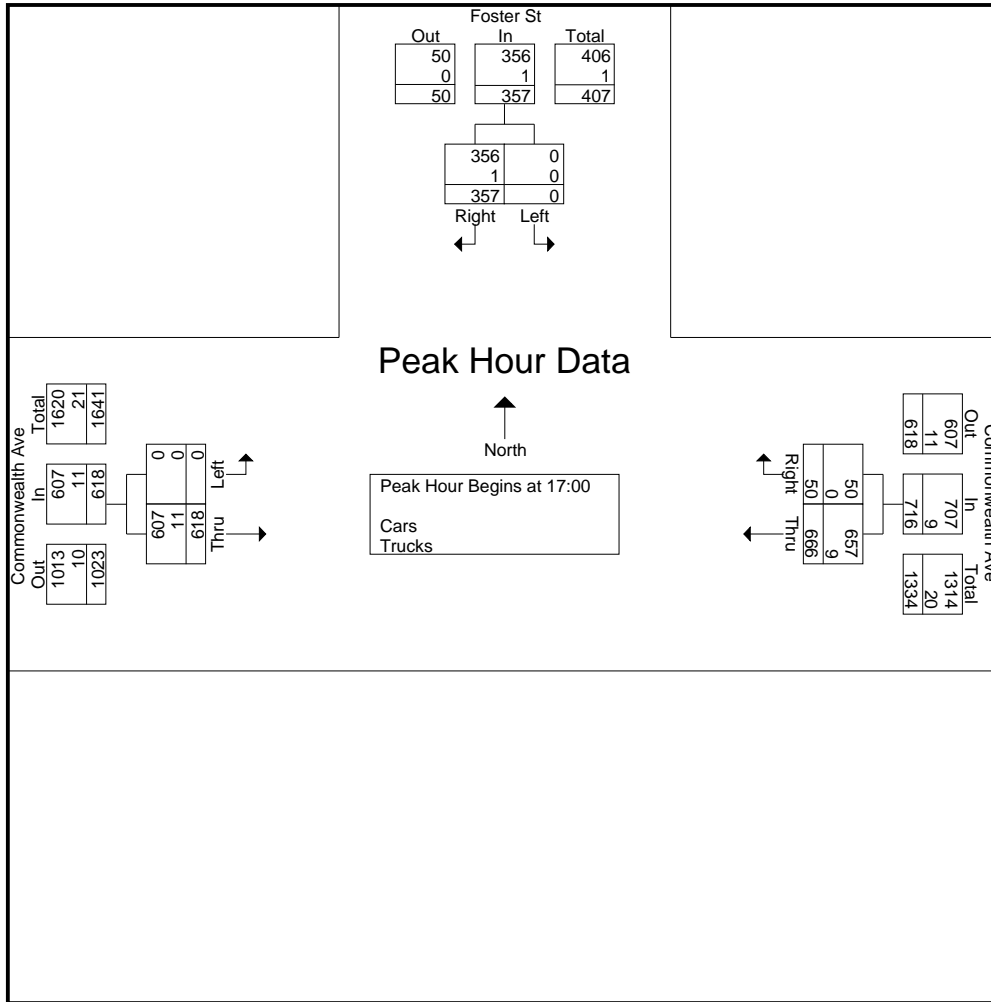 Foster St
Out In Total
50 356 406
0 1 1
50 357 407
356 0
1 0
357 0
Right Left
Peak Hour Data
North
Peak Hour Begins at 17:00
Cars
Trucks
Commonwealth Ave
Out In Total
1013 607 1620
10 11 21
1023 618 1641
Left
0
0
0
Thru
607
11
618
Commonwealth Ave
Out In Total
607 707 1314
11 9 20
618 716 1334
Right Thru
50 657
0 9
50 666